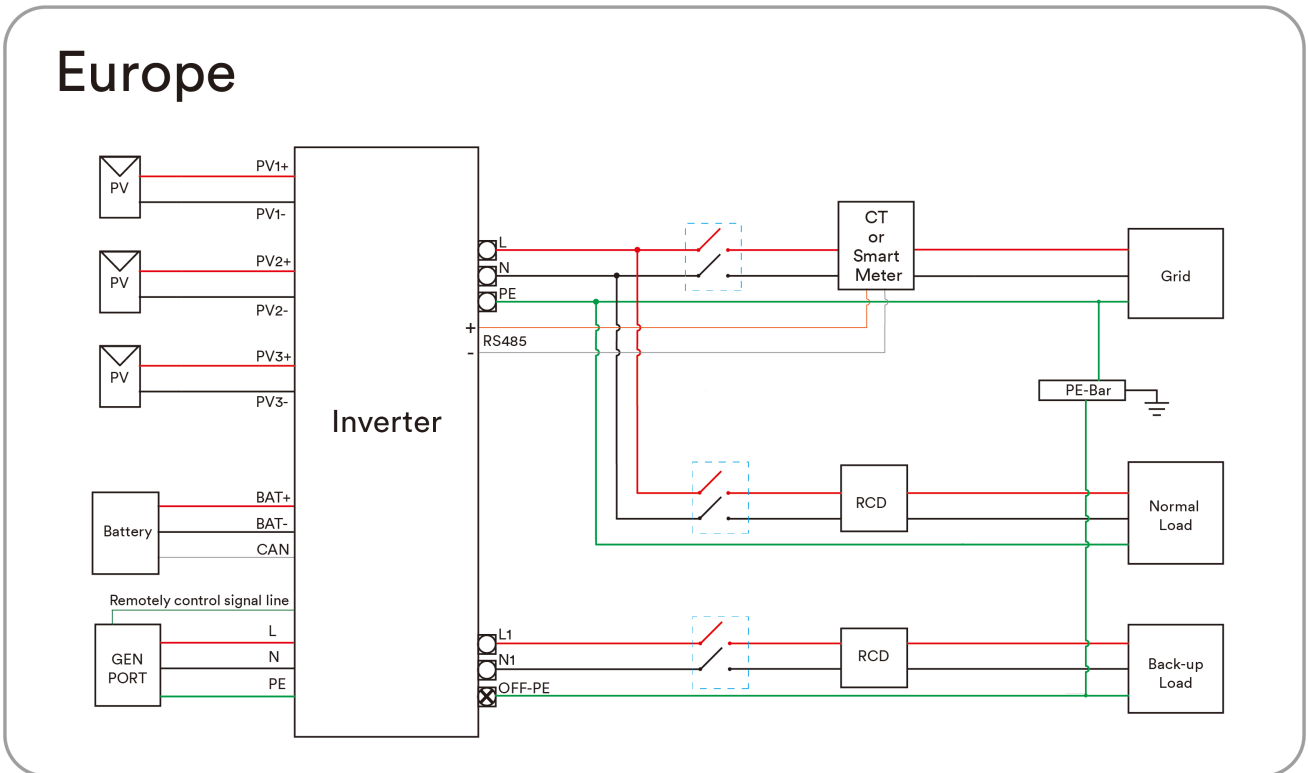 Europe
PV1+
PV
PV1-
PV2+
PV
PV2-
PV3+
PV
PV3-
Inverter
BAT+
Battery
BAT-
CAN
Remotely control signal line
L
GEN
PORT
N
PE
L
N
PE
+
RS485
-
CT
or
Smart
Meter
Grid
PE-Bar
RCD
Normal
Load
L1
N1
OFF-PE
RCD
Back-up
Load